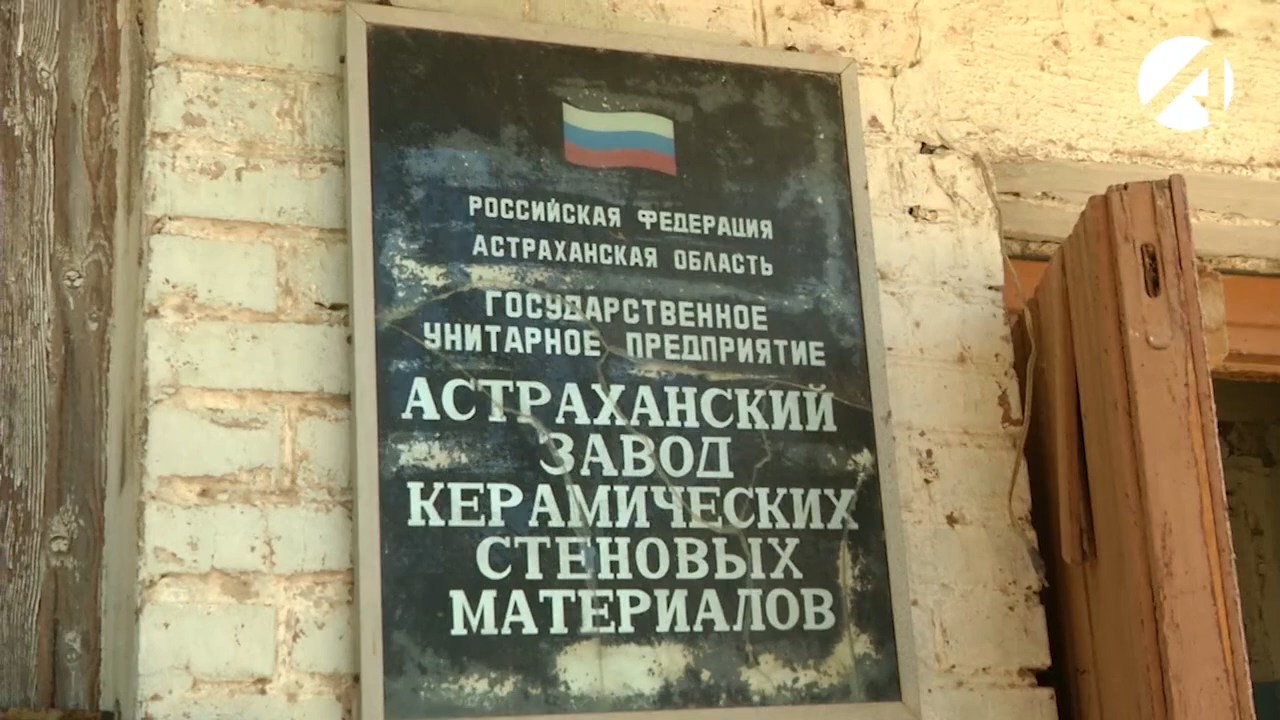 РОССИЙСКАЯ ФЕДЕРАЦИЯ
АСТРАХАНСКАЯ ОБЛАСТЬ
ГОСУДАРСТВЕННОЕ
УНИТАРНОЕ ПРЕДПРИЯТИЕ
АСТРАХАНСКИЙ
ЗАВОД
КЕРАМИЧЕСКИХ
СТЕНОВЫХ
МАТЕРИАЛОВ